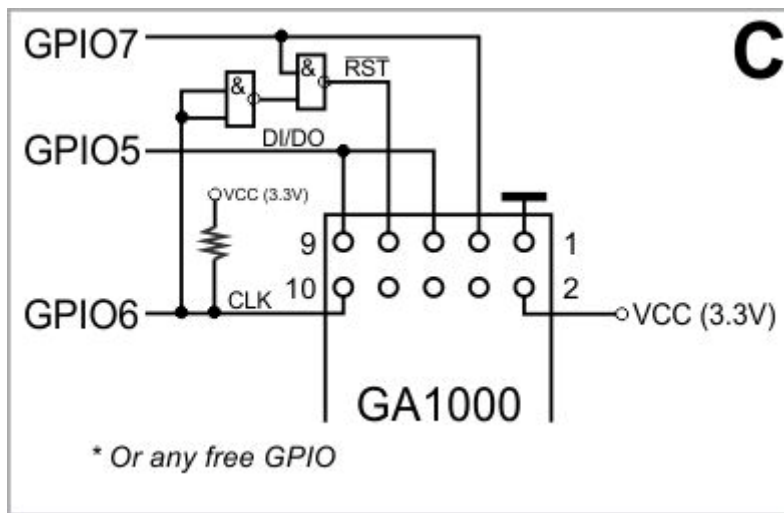 GPIO7
C
&
&
RST
GPIO5
DI/DO
VCC (3.3V)
9
1
10
2
CLK
GPIO6
VCC (3.3V)
GA1000
* Or any free GPIO